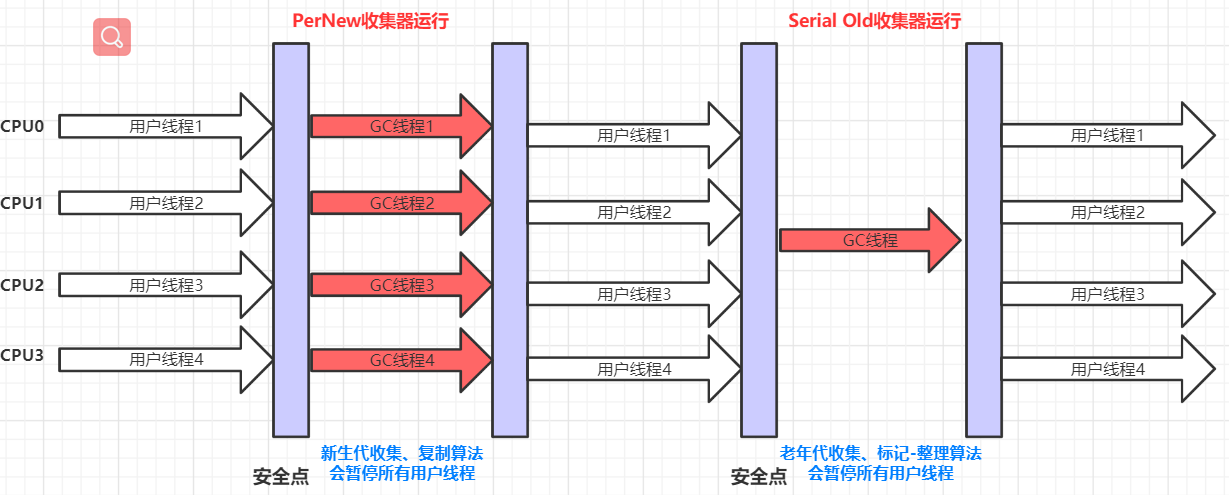 PerNew收集器运行
Serial Old收集器运行
CPU0
用户线程1
GC线程1
用户线程1
用户线程1
CPU1
用户线程2
GC线程2
用户线程2
用户线程2
GC线程
CPU2
用户线程3
GC线程3
用户线程3
用户线程3
CPU3
用户线程4
GC线程4
用户线程4
用户线程4
安全点
新生代收集、复制算法
会暂停所有用户线程
安全点
老年代收集、标记-整理算法
会暂停所有用户线程